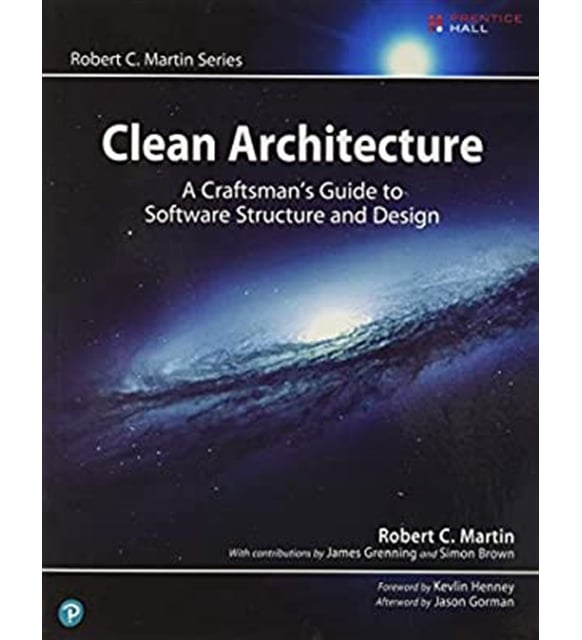 PRENTICE
HALL
Robert C. Martin Series
Clean Architecture
A Craftsman's Guide to
Software Structure and Design
Robert C. Martin
With contributions by James Grenning and Simon Brown
Foreword by Kevlin Henney
Afterword by Jason Gorman
P